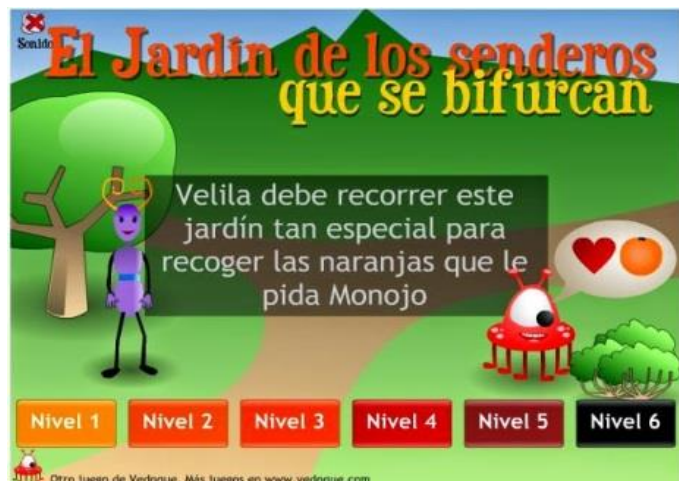 Sonido
El Jardín de los senderos
que se bifurcan
Velila debe recorrer este
jardín tan especial para
recoger las naranjas que le
pida Monojo
Nivel 1
Nivel 2
Nivel 3
Nivel 4
Nivel 5
Nivel 6
Otro juego de Vedoque. Más juegos en www.vedoque.com